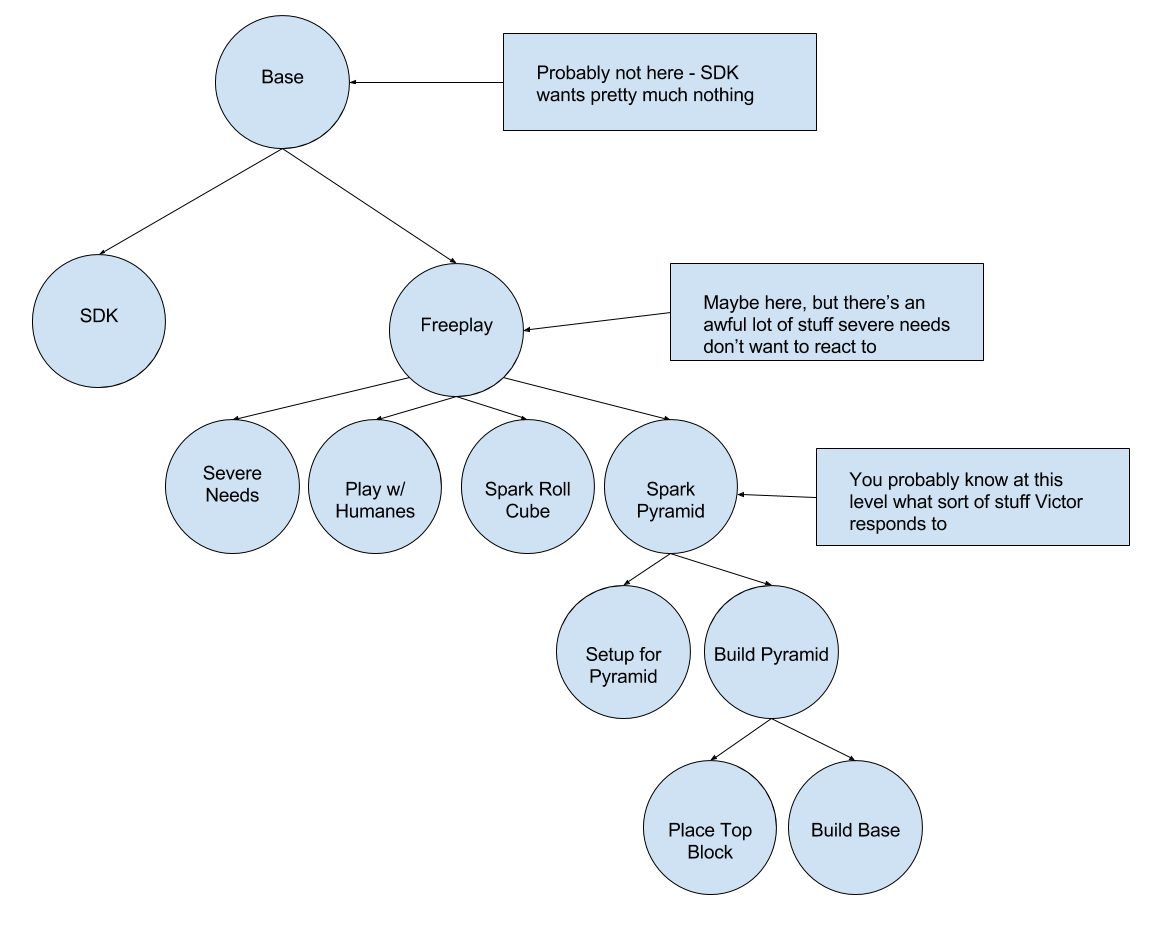 Base
Probably not here - SDK
wants pretty much nothing
SDK
Freeplay
Maybe here, but there's an
awful lot of stuff severe needs
don't want to react to
Severe
Needs
Play w/
Humanes
Spark Roll
Cube
Spark
Pyramid
You probably know at this
level what sort of stuff Victor
responds to
Setup for
Pyramid
Build Pyramid
Place Top
Block
Build Base